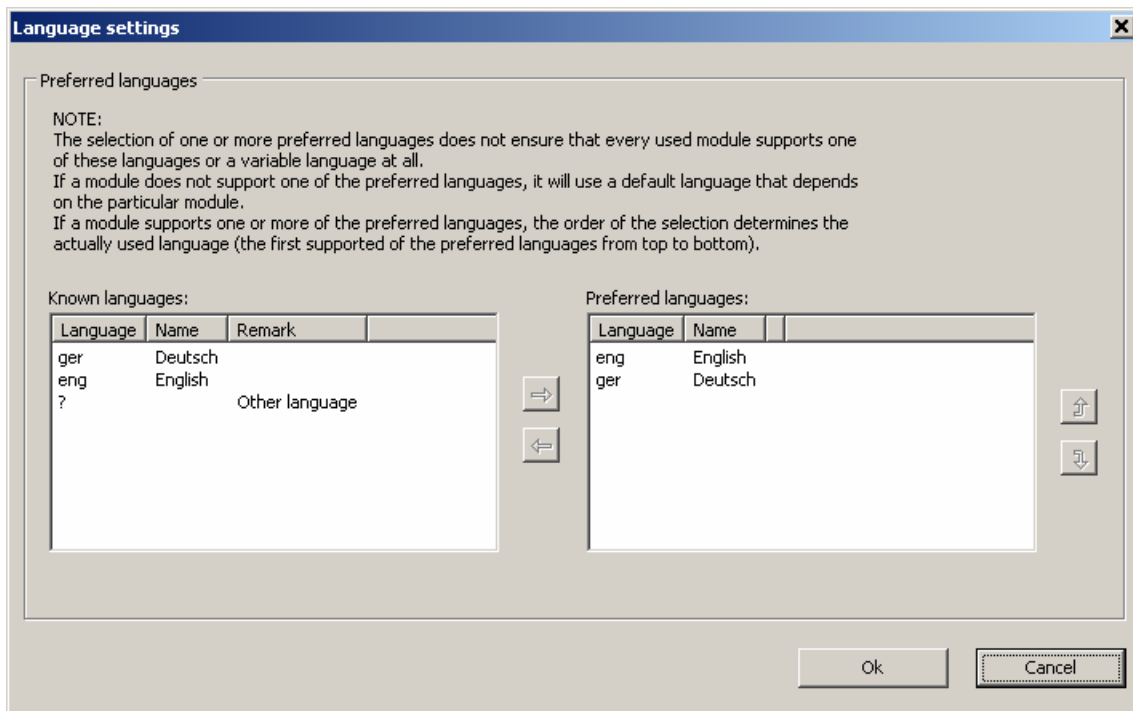 Language settings
Preferred languages
NOTE:
The selection of one or more preferred languages does not ensure that every used module supports one
of these languages or a variable language at all.
If a module does not support one of the preferred languages, it will use a default language that depends
on the particular module.
If a module supports one or more of the preferred languages, the order of the selection determines the
actually used language (the first supported of the preferred languages from top to bottom).
Known languages:
Language Name Remark
ger Deutsch
eng English
? Other language
Preferred languages:
Language Name
eng English
ger Deutsch
Ok
Cancel